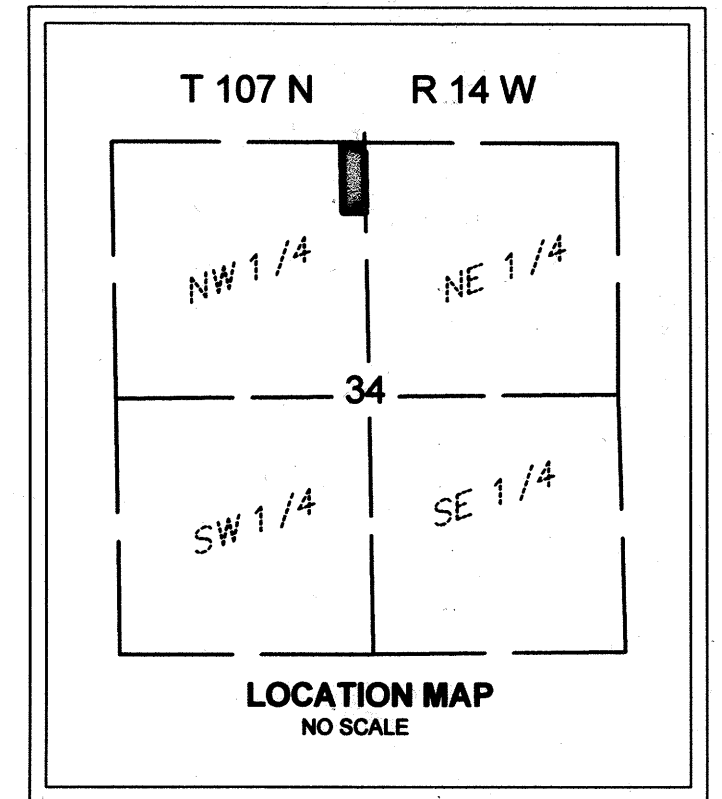 T 107 N R 14 W
NW 1/4 NE 1/4
34
SW 1/4 SE 1/4
LOCATION MAP
NO SCALE